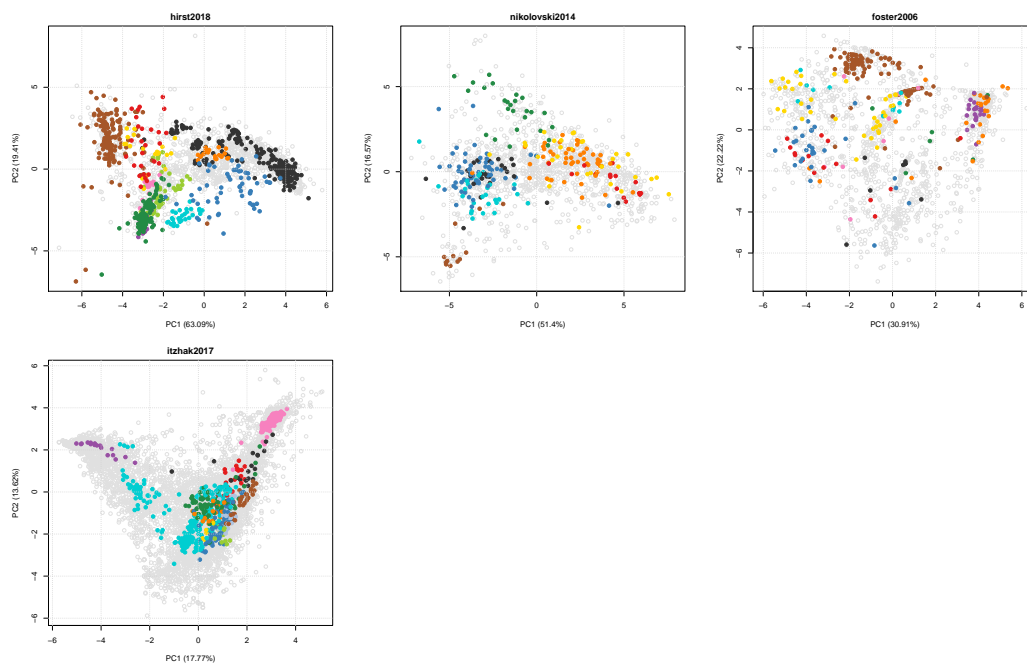 hirst2018
nikolovski2014
foster2006
PC2 (19.41%)
5
0
−5
−6 −4 −2 0 2 4 6
PC1 (63.09%)
PC2 (16.57%)
5
0
−5
−5 0 5
PC1 (51.4%)
PC2 (22.22%)
4
2
0
−2
−4
−6
−6 −4 −2 0 2 4 6
PC1 (30.91%)
itzhak2017
PC2 (13.62%)
6
4
2
0
−2
−4
−6
−6 −4 −2 0 2 4
PC1 (17.77%)